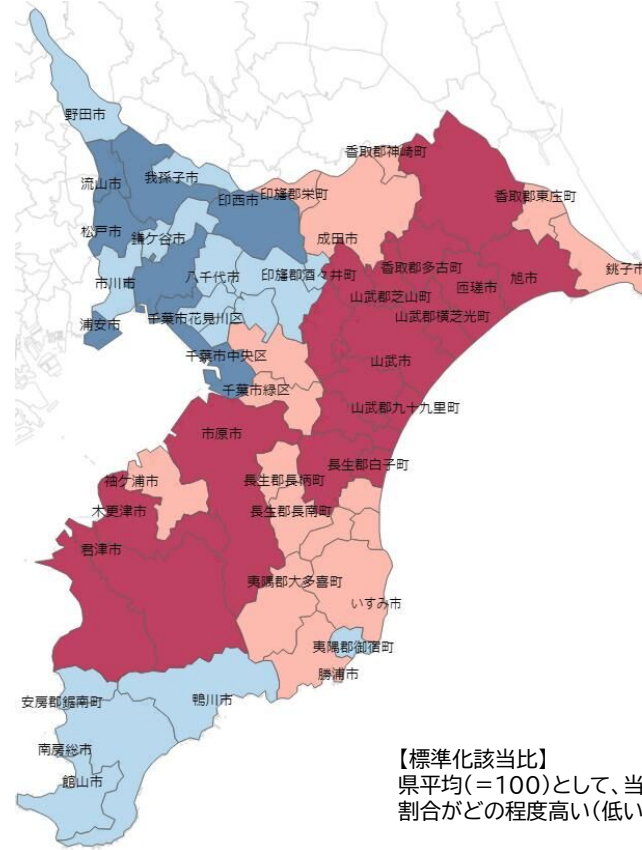 野田市
香取郡神崎町
流山市
我孫子市
印西市
印旛郡栄町
香取郡東庄町
松戸市
鎌ケ谷市
成田市
市川市
八千代市
印旛郡酒々井町
香取郡多古町
匝瑳市
旭市
銚子市
山武郡芝山町
浦安市
千葉市花見川区
山武郡横芝光町
千葉市中央区
山武市
千葉市緑区
山武郡九十九里町
市原市
長生郡白子町
袖ケ浦市
長生郡長柄町
木更津市
長生郡長南町
君津市
夷隅郡大多喜町
いすみ市
夷隅郡御宿町
勝浦市
安房郡鋸南町
鴨川市
南房総市
館山市
【標準化該当比】
県平均(=100)として、当
割合がどの程度高い(低い